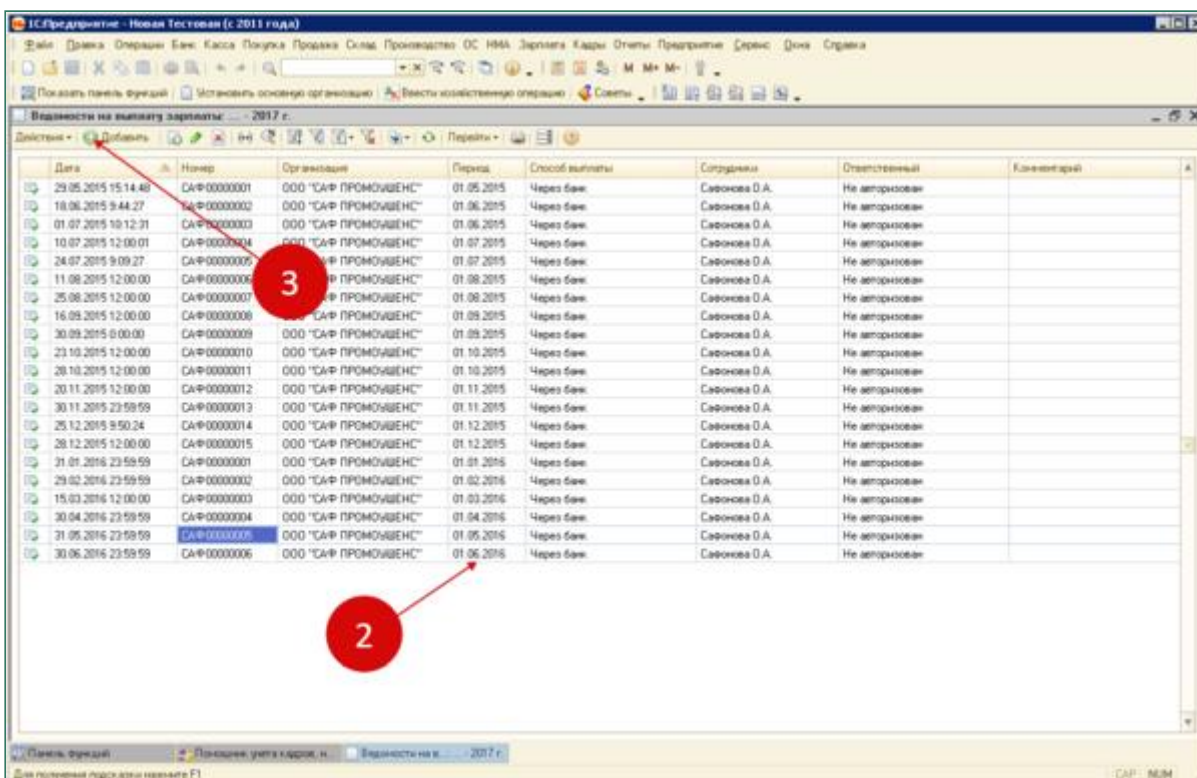 1С:Предприятие - Новая Тестовая (с 2011 года)
Файл Правка Операции Банк Касса Покупка Продажа Склад Производство ОС НМА Зарплата Кадры Отчеты Предприятие Сервис Окна Справка
M M+ M-
Показать панель функций Установить основную организацию Ввести хозяйственную операцию Советы
Ведомости на выплату зарплаты: ... - 2017 г.
Действия Добавить Перейти
Дата Номер Организация Период Способ выплаты Сотрудники Ответственный Комментарий
29.05.2015 15:14:48 САФ00000001 ООО "САФ ПРОМОУШЕНС" 01.05.2015 Через банк Сафонова О.А. Не авторизован
18.06.2015 9:44:27 САФ00000002 ООО "САФ ПРОМОУШЕНС" 01.06.2015 Через банк Сафонова О.А. Не авторизован
01.07.2015 10:12:31 САФ00000003 ООО "САФ ПРОМОУШЕНС" 01.06.2015 Через банк Сафонова О.А. Не авторизован
10.07.2015 12:00:01 САФ00000004 ООО "САФ ПРОМОУШЕНС" 01.07.2015 Через банк Сафонова О.А. Не авторизован
24.07.2015 9:09:27 САФ00000005 САФ ПРОМОУШЕНС" 01.07.2015 Через банк Сафонова О.А. Не авторизован
11.08.2015 12:00:00 САФ00000006 ПРОМОУШЕНС" 01.08.2015 Через банк Сафонова О.А. Не авторизован
25.08.2015 12:00:00 САФ00000007 ПРОМОУШЕНС" 01.08.2015 Через банк Сафонова О.А. Не авторизован
16.09.2015 12:00:00 САФ00000008 "САФ ПРОМОУШЕНС" 01.09.2015 Через банк Сафонова О.А. Не авторизован
30.09.2015 0:00:00 САФ00000009 ООО "САФ ПРОМОУШЕНС" 01.09.2015 Через банк Сафонова О.А. Не авторизован
23.10.2015 12:00:00 САФ00000010 ООО "САФ ПРОМОУШЕНС" 01.10.2015 Через банк Сафонова О.А. Не авторизован
28.10.2015 12:00:00 САФ00000011 ООО "САФ ПРОМОУШЕНС" 01.10.2015 Через банк Сафонова О.А. Не авторизован
20.11.2015 12:00:00 САФ00000012 ООО "САФ ПРОМОУШЕНС" 01.11.2015 Через банк Сафонова О.А. Не авторизован
30.11.2015 23:59:59 САФ00000013 ООО "САФ ПРОМОУШЕНС" 01.11.2015 Через банк Сафонова О.А. Не авторизован
25.12.2015 9:50:24 САФ00000014 ООО "САФ ПРОМОУШЕНС" 01.12.2015 Через банк Сафонова О.А. Не авторизован
28.12.2015 12:00:00 САФ00000015 ООО "САФ ПРОМОУШЕНС" 01.12.2015 Через банк Сафонова О.А. Не авторизован
31.01.2016 23:59:59 САФ00000001 ООО "САФ ПРОМОУШЕНС" 01.01.2016 Через банк Сафонова О.А. Не авторизован
29.02.2016 23:59:59 САФ00000002 ООО "САФ ПРОМОУШЕНС" 01.02.2016 Через банк Сафонова О.А. Не авторизован
15.03.2016 12:00:00 САФ00000003 ООО "САФ ПРОМОУШЕНС" 01.03.2016 Через банк Сафонова О.А. Не авторизован
30.04.2016 23:59:59 САФ00000004 ООО "САФ ПРОМОУШЕНС" 01.04.2016 Через банк Сафонова О.А. Не авторизован
31.05.2016 23:59:59 САФ00000005 ООО "САФ ПРОМОУШЕНС" 01.05.2016 Через банк Сафонова О.А. Не авторизован
30.06.2016 23:59:59 САФ00000006 ООО "САФ ПРОМОУШЕНС" 01.06.2016 Через банк Сафонова О.А. Не авторизован
3
2
Панель функций Помощник учета кадров, н... Ведомости на в... ... - 2017 г.
Для получения подсказки нажмите F1 CAP NUM